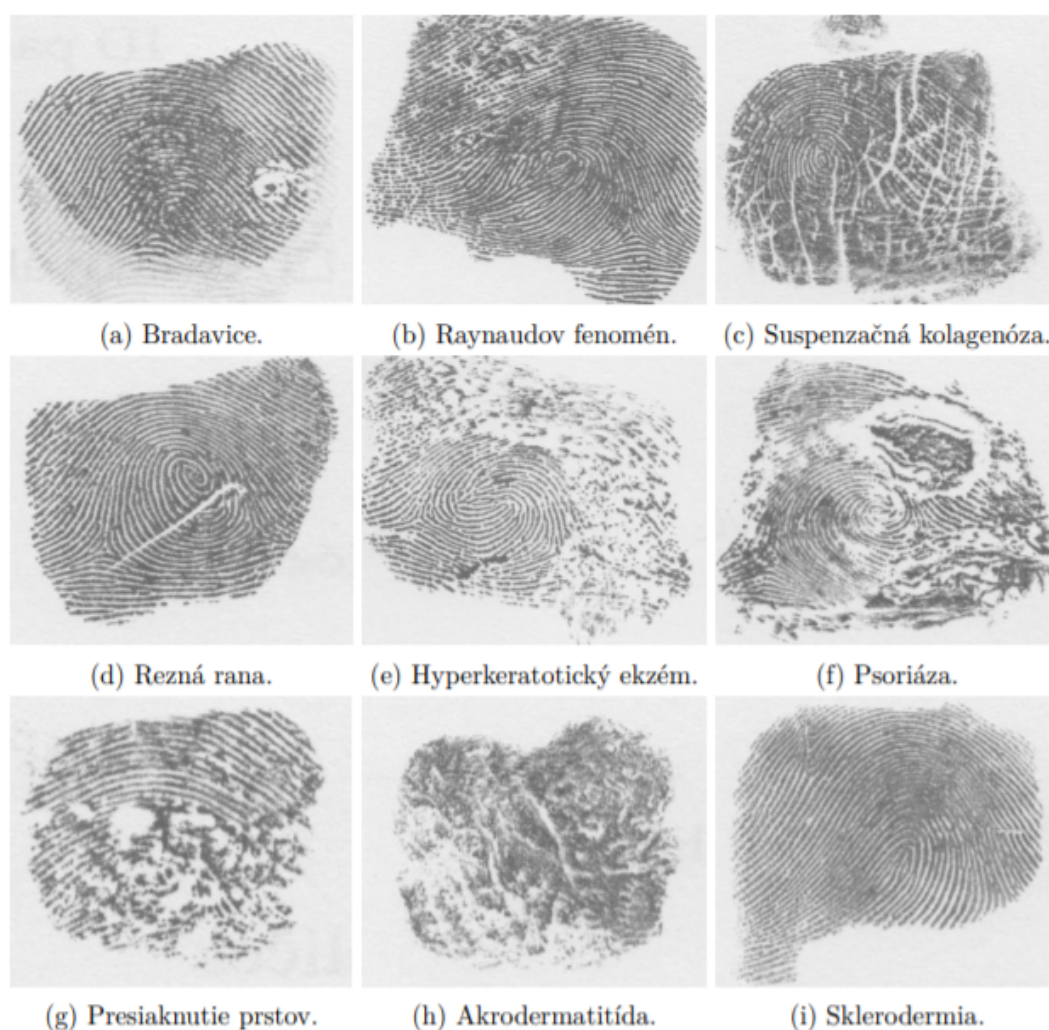 (a) Bradavice.
(b) Raynaudov fenomén.
(c) Suspenzačná kolagenóza.
(d) Rezná rana.
(e) Hyperkeratotický ekzém.
(f) Psoriáza.
(g) Presiaknutie prstov.
(h) Akrodermatitída.
(i) Sklerodermia.